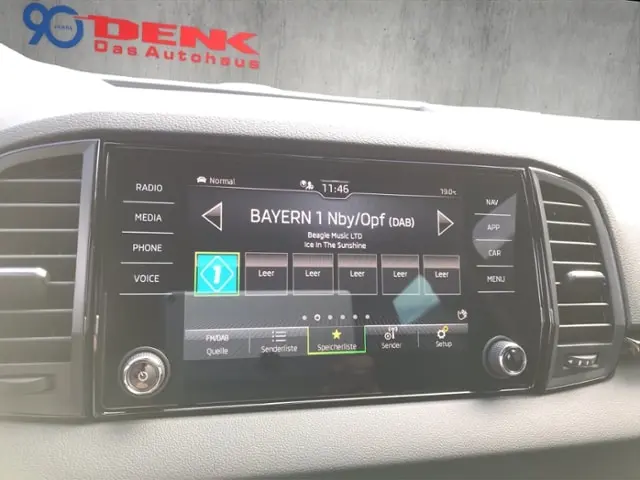 90 JAHRE DENK
Das Autohaus
Normal
11:46
19.0°C
RADIO
MEDIA
PHONE
VOICE
BAYERN 1 Nby/Opf (DAB)
Beagle Music LTD
Ice In The Sunshine
1
Leer
Leer
Leer
Leer
Leer
NAV
APP
CAR
MENU
FM/DAB
Quelle
Senderliste
Speicherliste
Sender
Setup